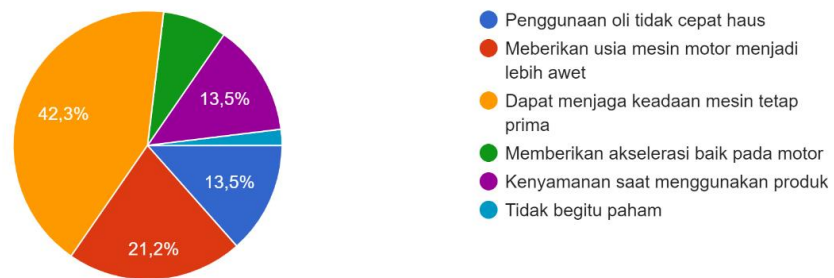 42,3%
13,5%
13,5%
21,2%
Penggunaan oli tidak cepat haus
Meberikan usia mesin motor menjadi
lebih awet
Dapat menjaga keadaan mesin tetap
prima
Memberikan akselerasi baik pada motor
Kenyamanan saat menggunakan produk
Tidak begitu paham